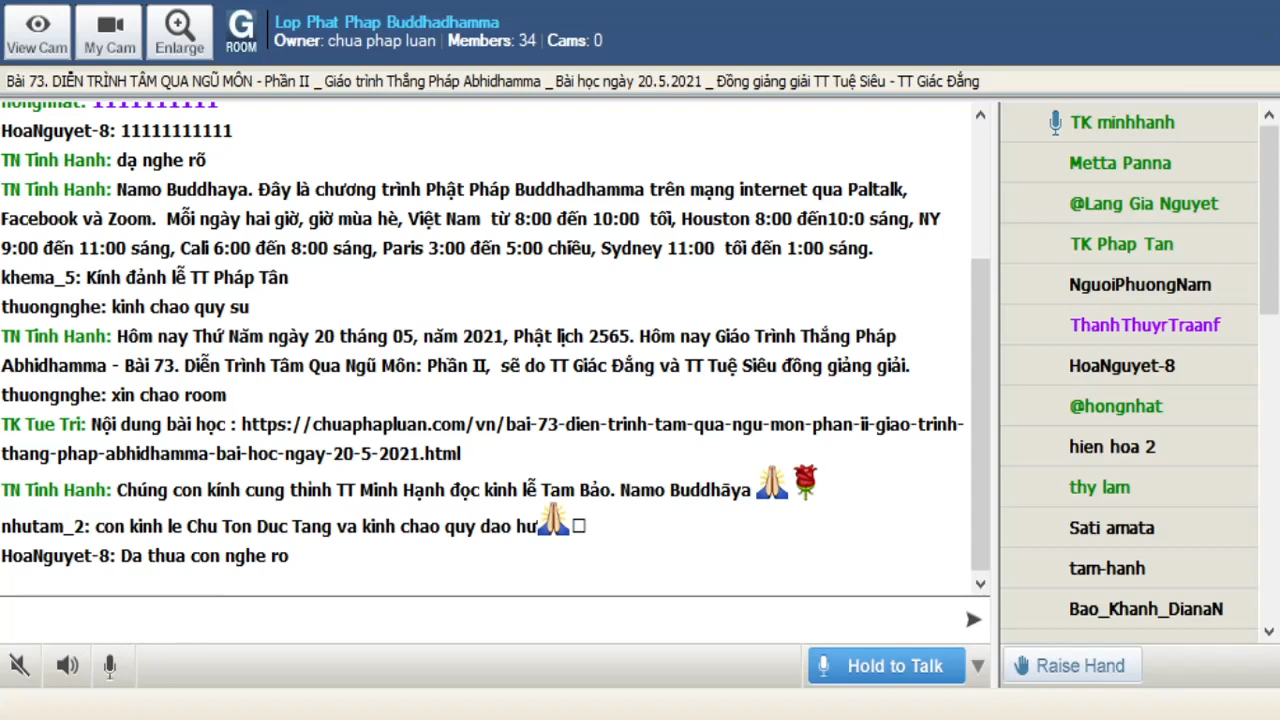 View Cam
My Cam
Enlarge
G
ROOM
Lop Phat Phap Buddhadhamma
Owner: chua phap luan | Members: 34 | Cams: 0
Bài 73. DIỄN TRÌNH TÂM QUA NGŨ MÔN - Phần II _ Giáo trình Thắng Pháp Abhidhamma _ Bài học ngày 20.5.2021 _ Đồng giảng giải TT Tuệ Siêu - TT Giác Đẳng
hongnhat: 11111111111
HoaNguyet-8: 11111111111
TN Tinh Hanh: dạ nghe rõ
TN Tinh Hanh: Namo Buddhaya. Đây là chương trình Phật Pháp Buddhadhamma trên mạng internet qua Paltalk,
Facebook và Zoom. Mỗi ngày hai giờ, giờ mùa hè, Việt Nam từ 8:00 đến 10:00 tối, Houston 8:00 đến10:0 sáng, NY
9:00 đến 11:00 sáng, Cali 6:00 đến 8:00 sáng, Paris 3:00 đến 5:00 chiều, Sydney 11:00 tối đến 1:00 sáng.
khema_5: Kính đảnh lễ TT Pháp Tân
thuongnghe: kinh chao quy su
TN Tinh Hanh: Hôm nay Thứ Năm ngày 20 tháng 05, năm 2021, Phật lịch 2565. Hôm nay Giáo Trình Thắng Pháp
Abhidhamma - Bài 73. Diễn Trình Tâm Qua Ngũ Môn: Phần II, sẽ do TT Giác Đẳng và TT Tuệ Siêu đồng giảng giải.
thuongnghe: xin chao room
TK Tue Tri: Nội dung bài học : https://chuaphapluan.com/vn/bai-73-dien-trinh-tam-qua-ngu-mon-phan-ii-giao-trinh-
thang-phap-abhidhamma-bai-hoc-ngay-20-5-2021.html
TN Tinh Hanh: Chúng con kính cung thỉnh TT Minh Hạnh đọc kinh lễ Tam Bảo. Namo Buddhāya
nhutam_2: con kinh le Chu Ton Duc Tang va kinh chao quy dao hư
HoaNguyet-8: Da thua con nghe ro
Hold to Talk
TK minhhanh
Metta Panna
@Lang Gia Nguyet
TK Phap Tan
NguoiPhuongNam
ThanhThuyrTraanf
HoaNguyet-8
@hongnhat
hien hoa 2
thy lam
Sati amata
tam-hanh
Bao_Khanh_DianaN
Raise Hand